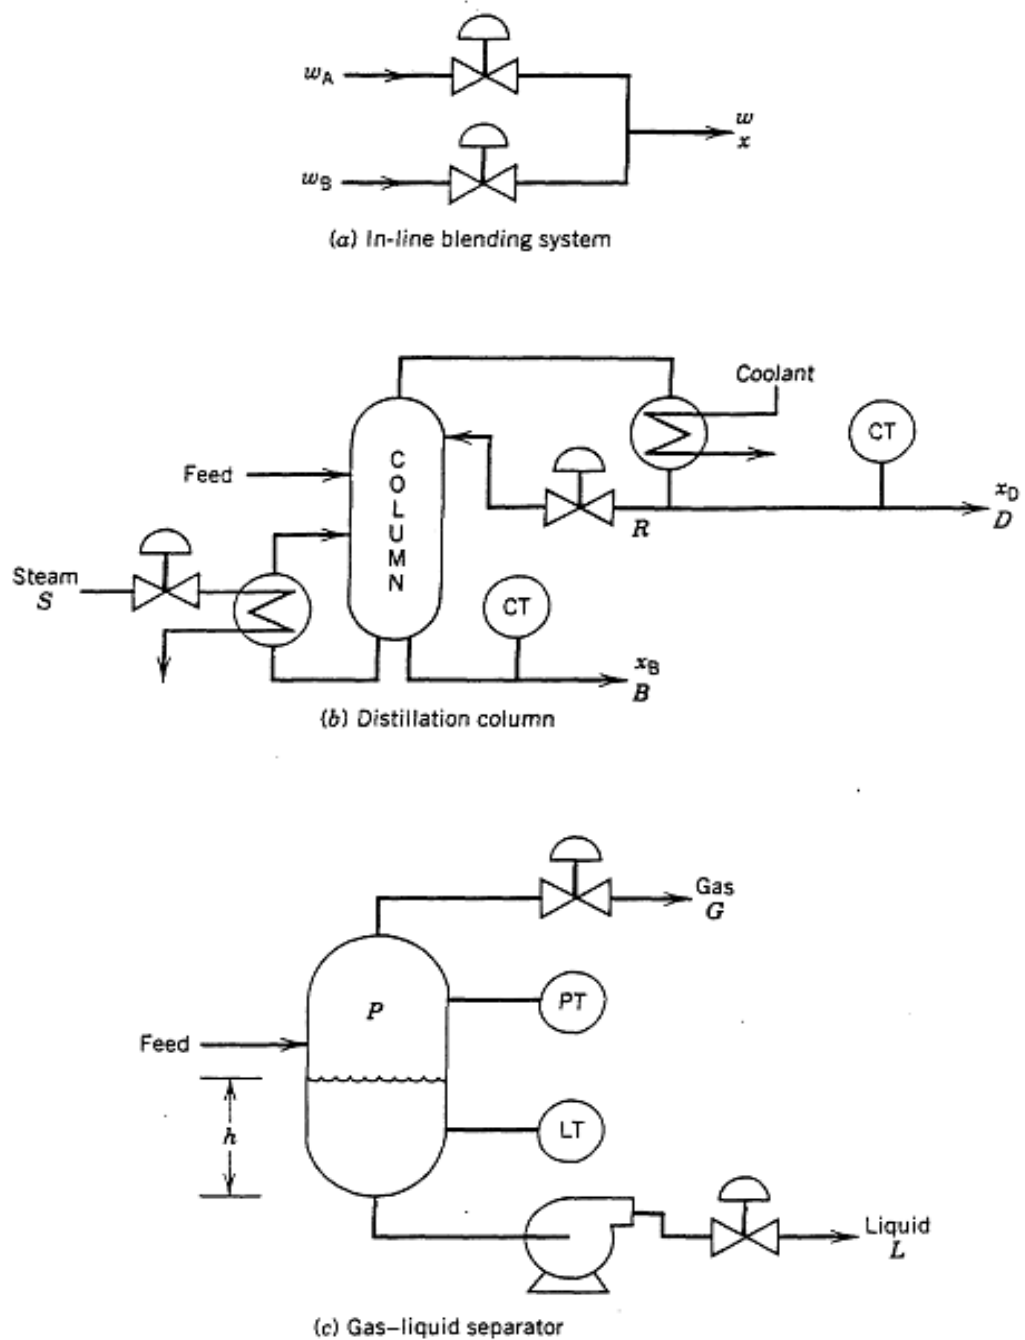 w_A
w
x
w_B
(a) In-line blending system
Coolant
CT
COLUMN
Feed
x_D
R
D
Steam
S
CT
x_B
B
(b) Distillation column
Gas
G
P
PT
Feed
h
LT
Liquid
L
(c) Gas–liquid separator